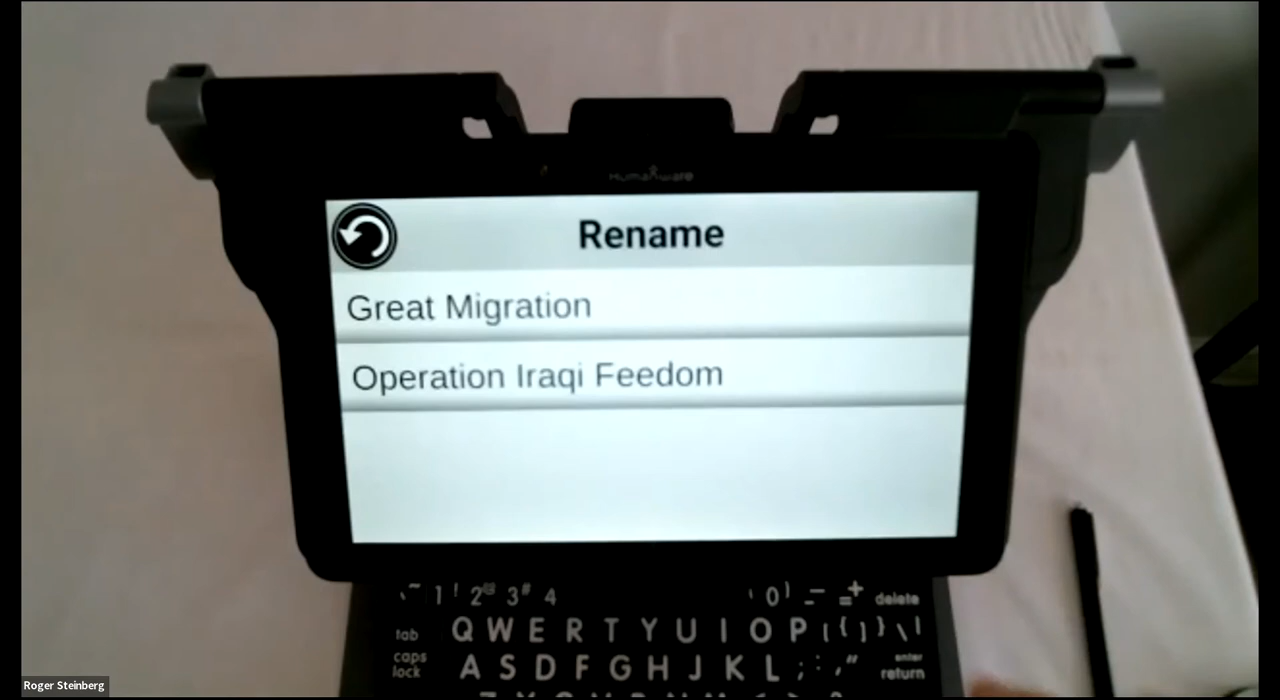 HumanWare
Rename
Great Migration
Operation Iraqi Feedom
~ 1 ! 2 @ 3 # 4 0 ) - = + delete
tab Q W E R T Y U I O P [ { ] } \ |
caps lock A S D F G H J K L ; : , " enter return
Roger Steinberg